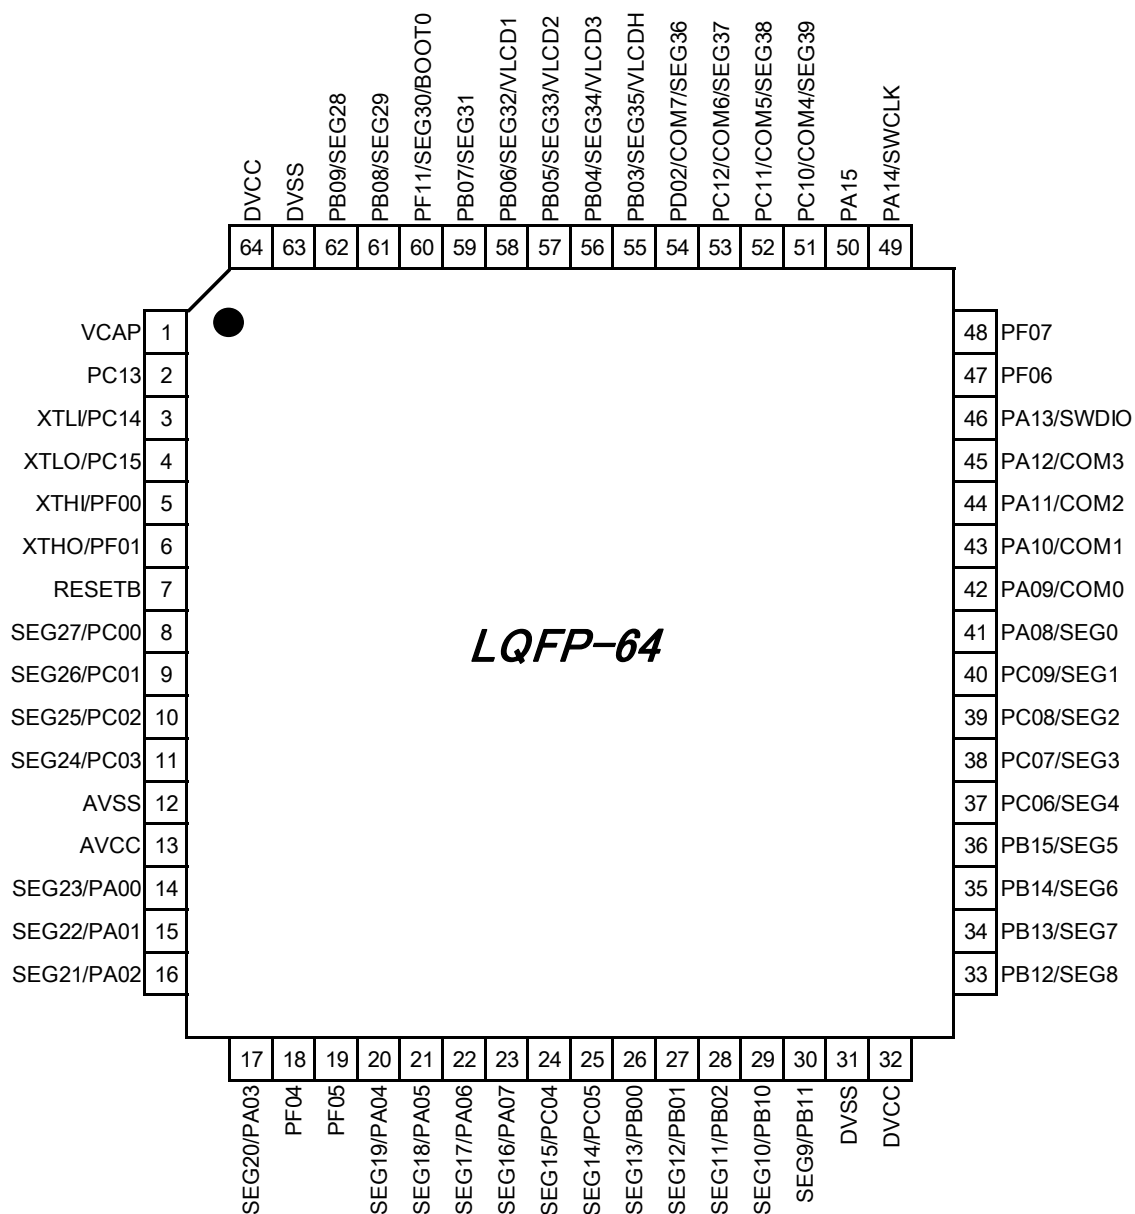 DVCC
DVSS
PB09/SEG28
PB08/SEG29
PF11/SEG30/BOOT0
PB07/SEG31
PB06/SEG32/VLCD1
PB05/SEG33/VLCD2
PB04/SEG34/VLCD3
PB03/SEG35/VLCDH
PD02/COM7/SEG36
PC12/COM6/SEG37
PC11/COM5/SEG38
PC10/COM4/SEG39
PA15
PA14/SWCLK
64 63 62 61 60 59 58 57 56 55 54 53 52 51 50 49
VCAP 1
PC13 2
XTLI/PC14 3
XTLO/PC15 4
XTHI/PF00 5
XTHO/PF01 6
RESETB 7
SEG27/PC00 8
SEG26/PC01 9
SEG25/PC02 10
SEG24/PC03 11
AVSS 12
AVCC 13
SEG23/PA00 14
SEG22/PA01 15
SEG21/PA02 16
LQFP-64
48 PF07
47 PF06
46 PA13/SWDIO
45 PA12/COM3
44 PA11/COM2
43 PA10/COM1
42 PA09/COM0
41 PA08/SEG0
40 PC09/SEG1
39 PC08/SEG2
38 PC07/SEG3
37 PC06/SEG4
36 PB15/SEG5
35 PB14/SEG6
34 PB13/SEG7
33 PB12/SEG8
17 18 19 20 21 22 23 24 25 26 27 28 29 30 31 32
SEG20/PA03
PF04
PF05
SEG19/PA04
SEG18/PA05
SEG17/PA06
SEG16/PA07
SEG15/PC04
SEG14/PC05
SEG13/PB00
SEG12/PB01
SEG11/PB02
SEG10/PB10
SEG9/PB11
DVSS
DVCC